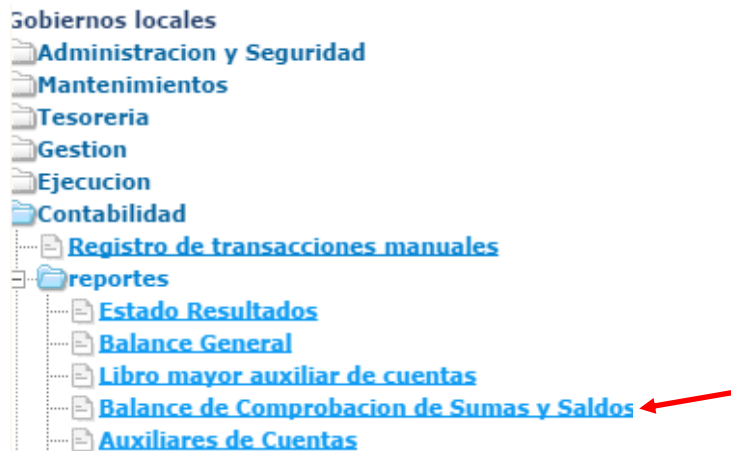 Gobiernos locales
Administracion y Seguridad
Mantenimientos
Tesoreria
Gestion
Ejecucion
Contabilidad
Registro de transacciones manuales
reportes
Estado Resultados
Balance General
Libro mayor auxiliar de cuentas
Balance de Comprobacion de Sumas y Saldos
Auxiliares de Cuentas